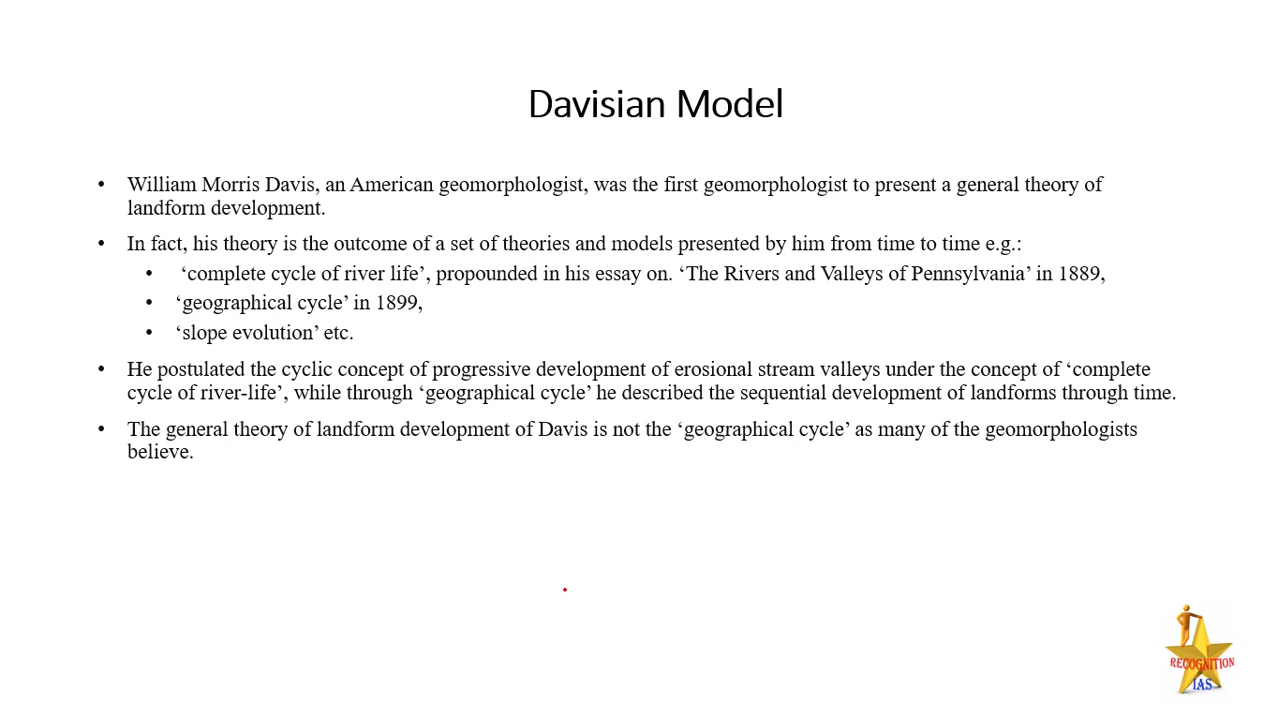 Davisian Model
• William Morris Davis, an American geomorphologist, was the first geomorphologist to present a general theory of
landform development.
• In fact, his theory is the outcome of a set of theories and models presented by him from time to time e.g.:
• ‘complete cycle of river life’, propounded in his essay on. ‘The Rivers and Valleys of Pennsylvania’ in 1889,
• ‘geographical cycle’ in 1899,
• ‘slope evolution’ etc.
• He postulated the cyclic concept of progressive development of erosional stream valleys under the concept of ‘complete
cycle of river-life’, while through ‘geographical cycle’ he described the sequential development of landforms through time.
• The general theory of landform development of Davis is not the ‘geographical cycle’ as many of the geomorphologists
believe.
RECOGNITION
IAS